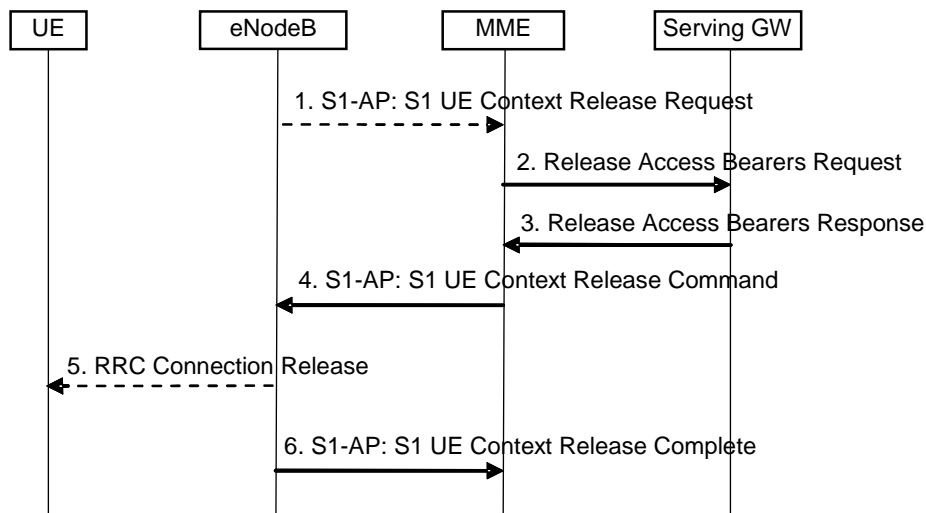 UE
eNodeB
MME
Serving GW
1. S1-AP: S1 UE Context Release Request
2. Release Access Bearers Request
3. Release Access Bearers Response
4. S1-AP: S1 UE Context Release Command
5. RRC Connection Release
6. S1-AP: S1 UE Context Release Complete